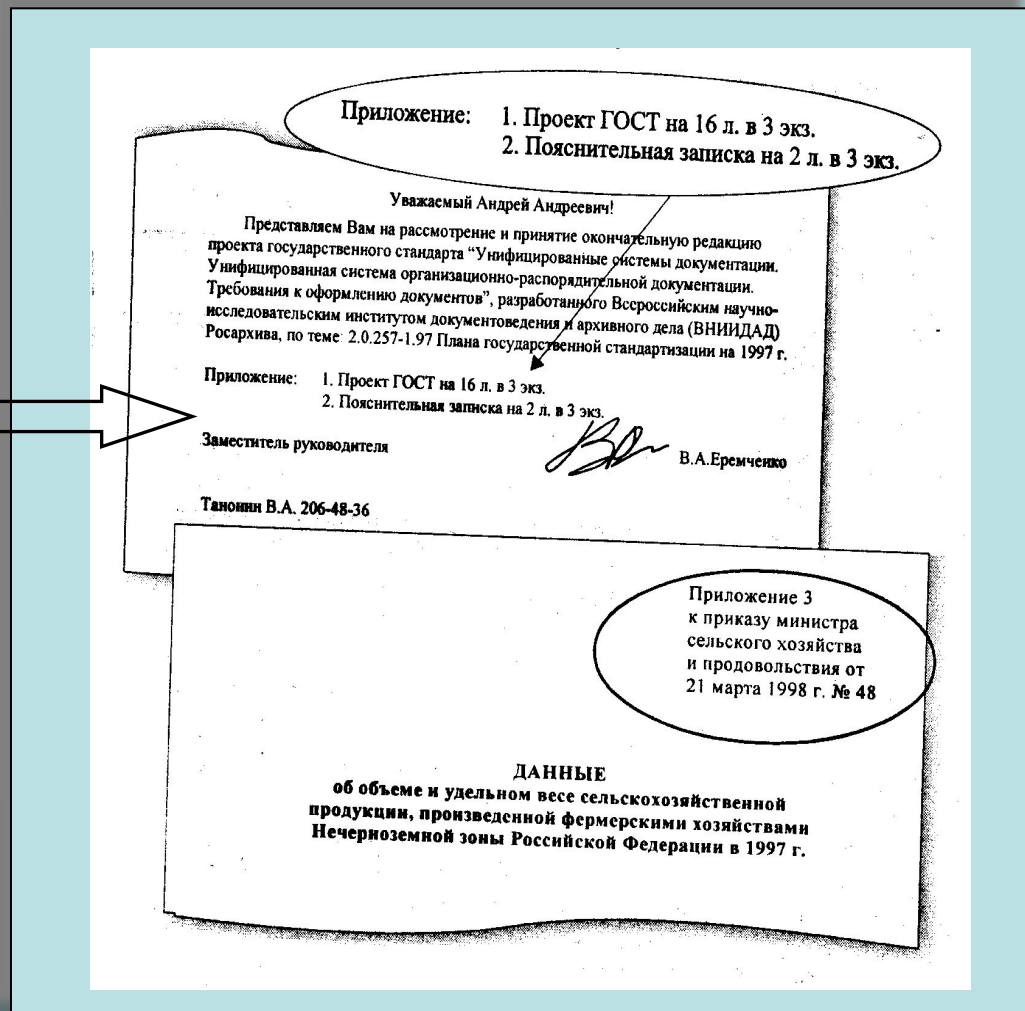 Приложение: 1. Проект ГОСТ на 16 л. в 3 экз.
2. Пояснительная записка на 2 л. в 3 экз.
Уважаемый Андрей Андреевич!
Представляем Вам на рассмотрение и принятие окончательную редакцию
проекта государственного стандарта “Унифицированные системы документации.
Унифицированная система организационно-распорядительной документации.
Требования к оформлению документов”, разработанного Всероссийским научно-
исследовательским институтом документоведения и архивного дела (ВНИИДАД)
Росархива, по теме 2.0.257-1.97 Плана государственной стандартизации на 1997 г.
Приложение: 1. Проект ГОСТ на 16 л. в 3 экз.
2. Пояснительная записка на 2 л. в 3 экз.
Заместитель руководителя В.А.Еремченко
Танонин В.А. 206-48-36
Приложение 3
к приказу министра
сельского хозяйства
и продовольствия от
21 марта 1998 г. № 48
ДАННЫЕ
об объеме и удельном весе сельскохозяйственной
продукции, произведенной фермерскими хозяйствами
Нечерноземной зоны Российской Федерации в 1997 г.